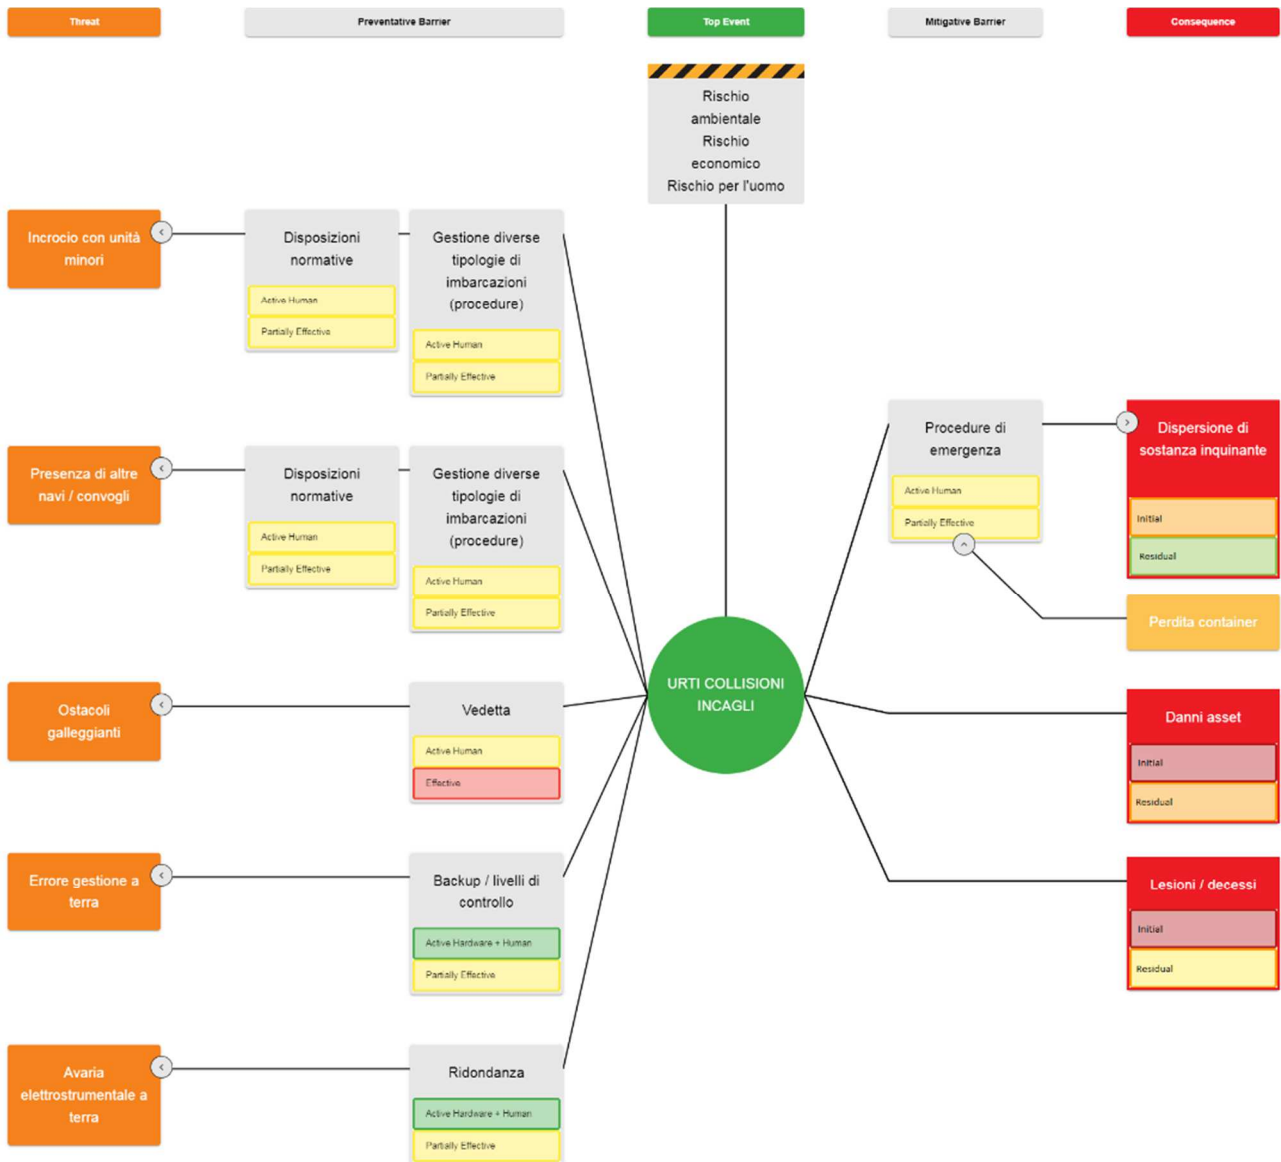 Threat
Preventative Barrier
Top Event
Mitigative Barrier
Consequence
Rischio
ambientale
Rischio
economico
Rischio per l'uomo
Incrocio con unità
minori
Disposizioni
normative
Active Human
Partially Effective
Gestione diverse
tipologie di
imbarcazioni
(procedure)
Active Human
Partially Effective
Presenza di altre
navi / convogli
Disposizioni
normative
Active Human
Partially Effective
Gestione diverse
tipologie di
imbarcazioni
(procedure)
Active Human
Partially Effective
Ostacoli
galleggianti
Vedetta
Active Human
Effective
Errore gestione a
terra
Backup / livelli di
controllo
Active Hardware + Human
Partially Effective
Avaria
elettrostrumentale a
terra
Ridondanza
Active Hardware + Human
Partially Effective
URTI COLLISIONI
INCAGLI
Procedure di
emergenza
Active Human
Partially Effective
Dispersione di
sostanza inquinante
Initial
Residual
Perdita container
Danni asset
Initial
Residual
Lesioni / decessi
Initial
Residual